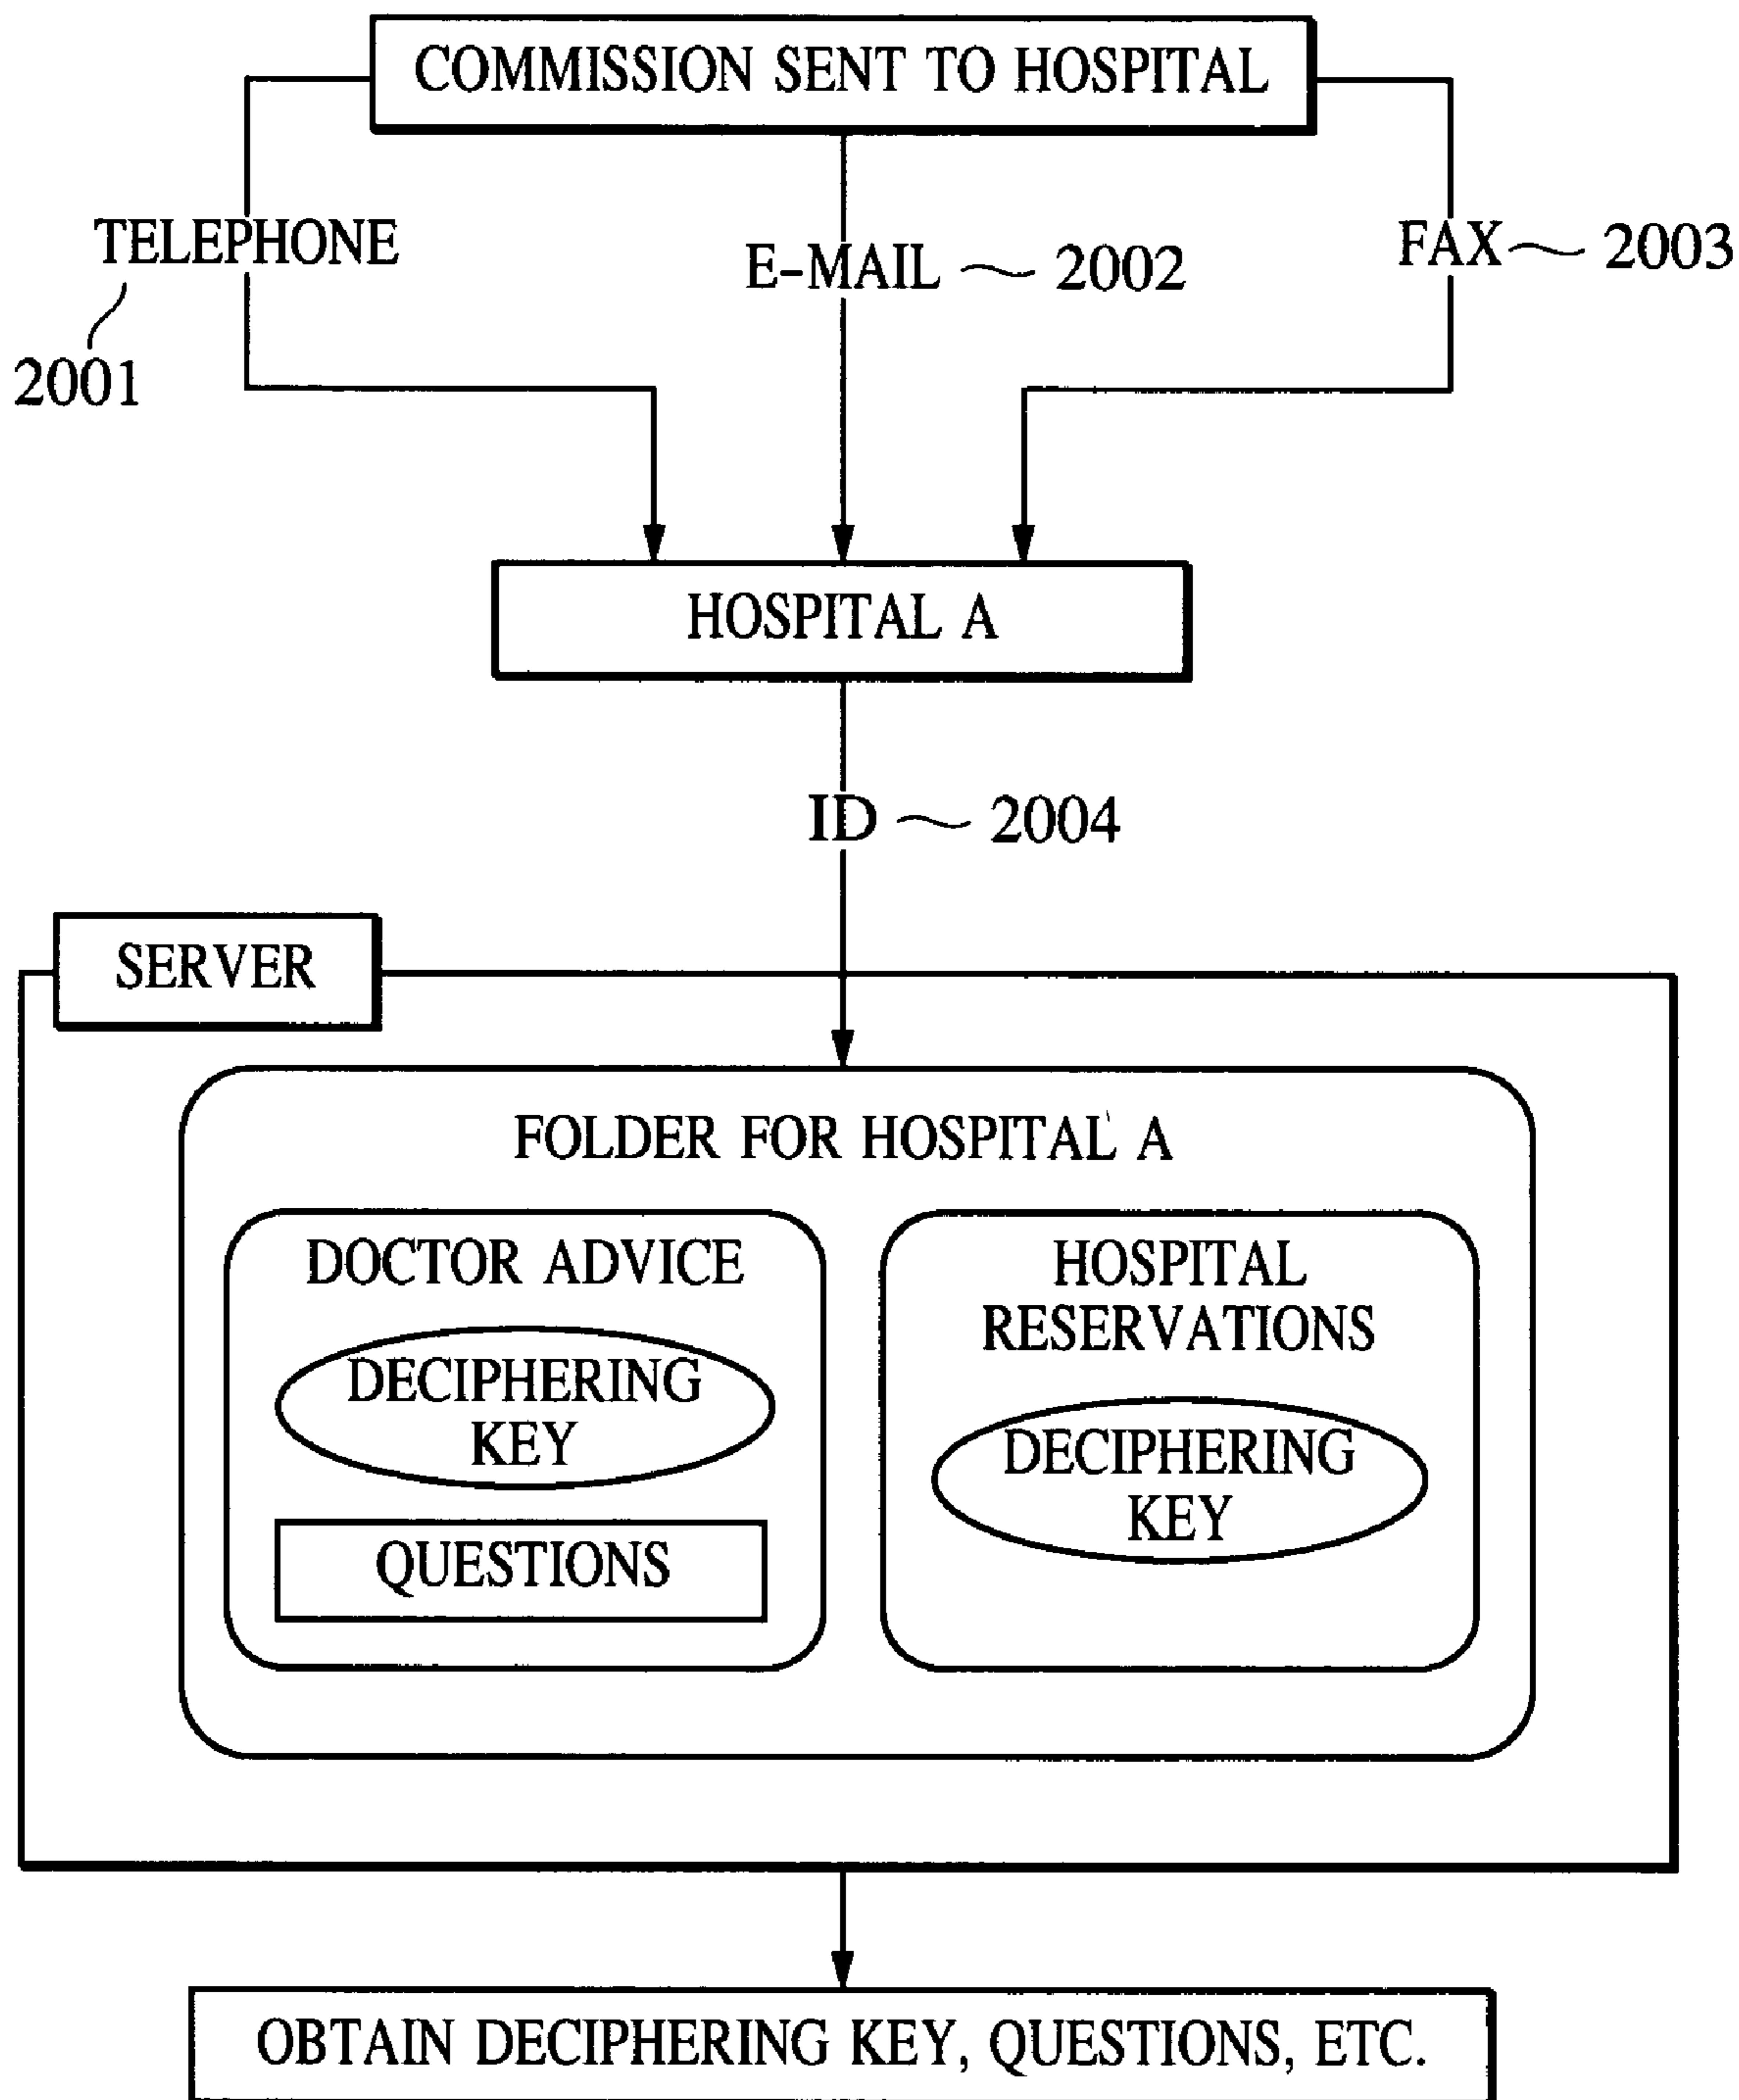 COMMISSION SENT TO HOSPITAL
TELEPHONE
2001
E-MAIL 2002
FAX 2003
HOSPITAL A
ID 2004
SERVER
FOLDER FOR HOSPITAL A
DOCTOR ADVICE
DECIPHERING
KEY
QUESTIONS
HOSPITAL
RESERVATIONS
DECIPHERING
KEY
OBTAIN DECIPHERING KEY, QUESTIONS, ETC.